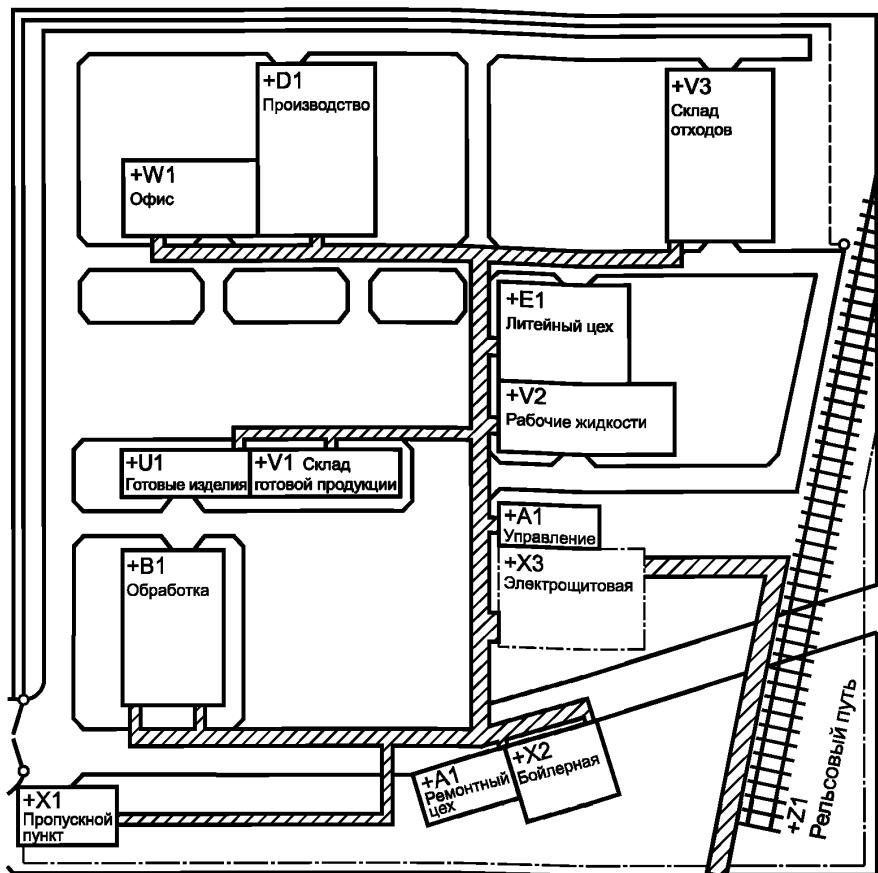 +D1
Производство
+V3
Склад
отходов
+W1
Офис
+E1
Литейный цех
+V2
Рабочие жидкости
+U1
Готовые изделия
+V1 Склад
готовой продукции
+A1
Управление
+X3
Электрощитовая
+B1
Обработка
+A1
Ремонтный
цех
+X2
Бойлерная
+X1
Пропускной
пункт
+Z1
Рельсовый путь